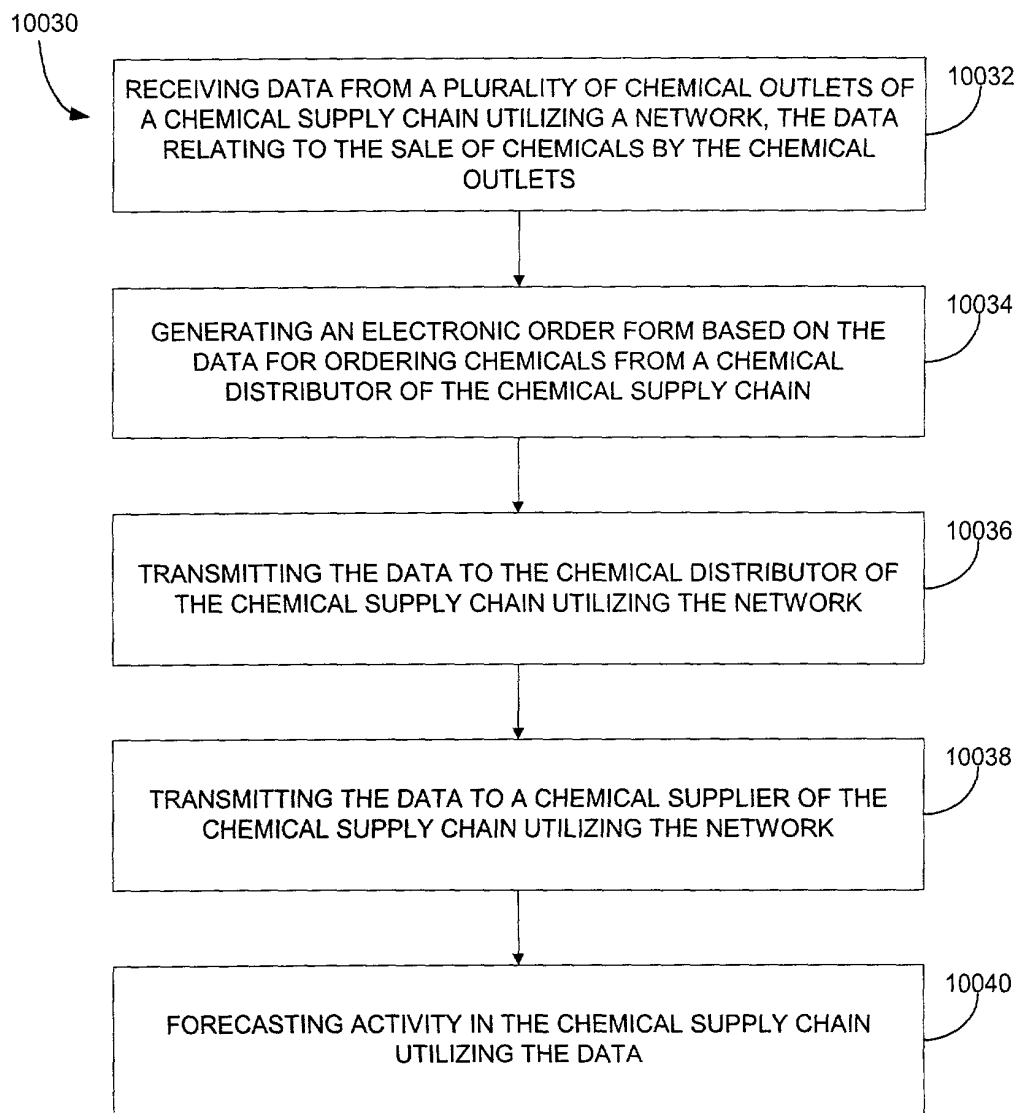 10030
RECEIVING DATA FROM A PLURALITY OF CHEMICAL OUTLETS OF
A CHEMICAL SUPPLY CHAIN UTILIZING A NETWORK, THE DATA
RELATING TO THE SALE OF CHEMICALS BY THE CHEMICAL
OUTLETS
10032
GENERATING AN ELECTRONIC ORDER FORM BASED ON THE
DATA FOR ORDERING CHEMICALS FROM A CHEMICAL
DISTRIBUTOR OF THE CHEMICAL SUPPLY CHAIN
10034
TRANSMITTING THE DATA TO THE CHEMICAL DISTRIBUTOR OF
THE CHEMICAL SUPPLY CHAIN UTILIZING THE NETWORK
10036
TRANSMITTING THE DATA TO A CHEMICAL SUPPLIER OF THE
CHEMICAL SUPPLY CHAIN UTILIZING THE NETWORK
10038
FORECASTING ACTIVITY IN THE CHEMICAL SUPPLY CHAIN
UTILIZING THE DATA
10040